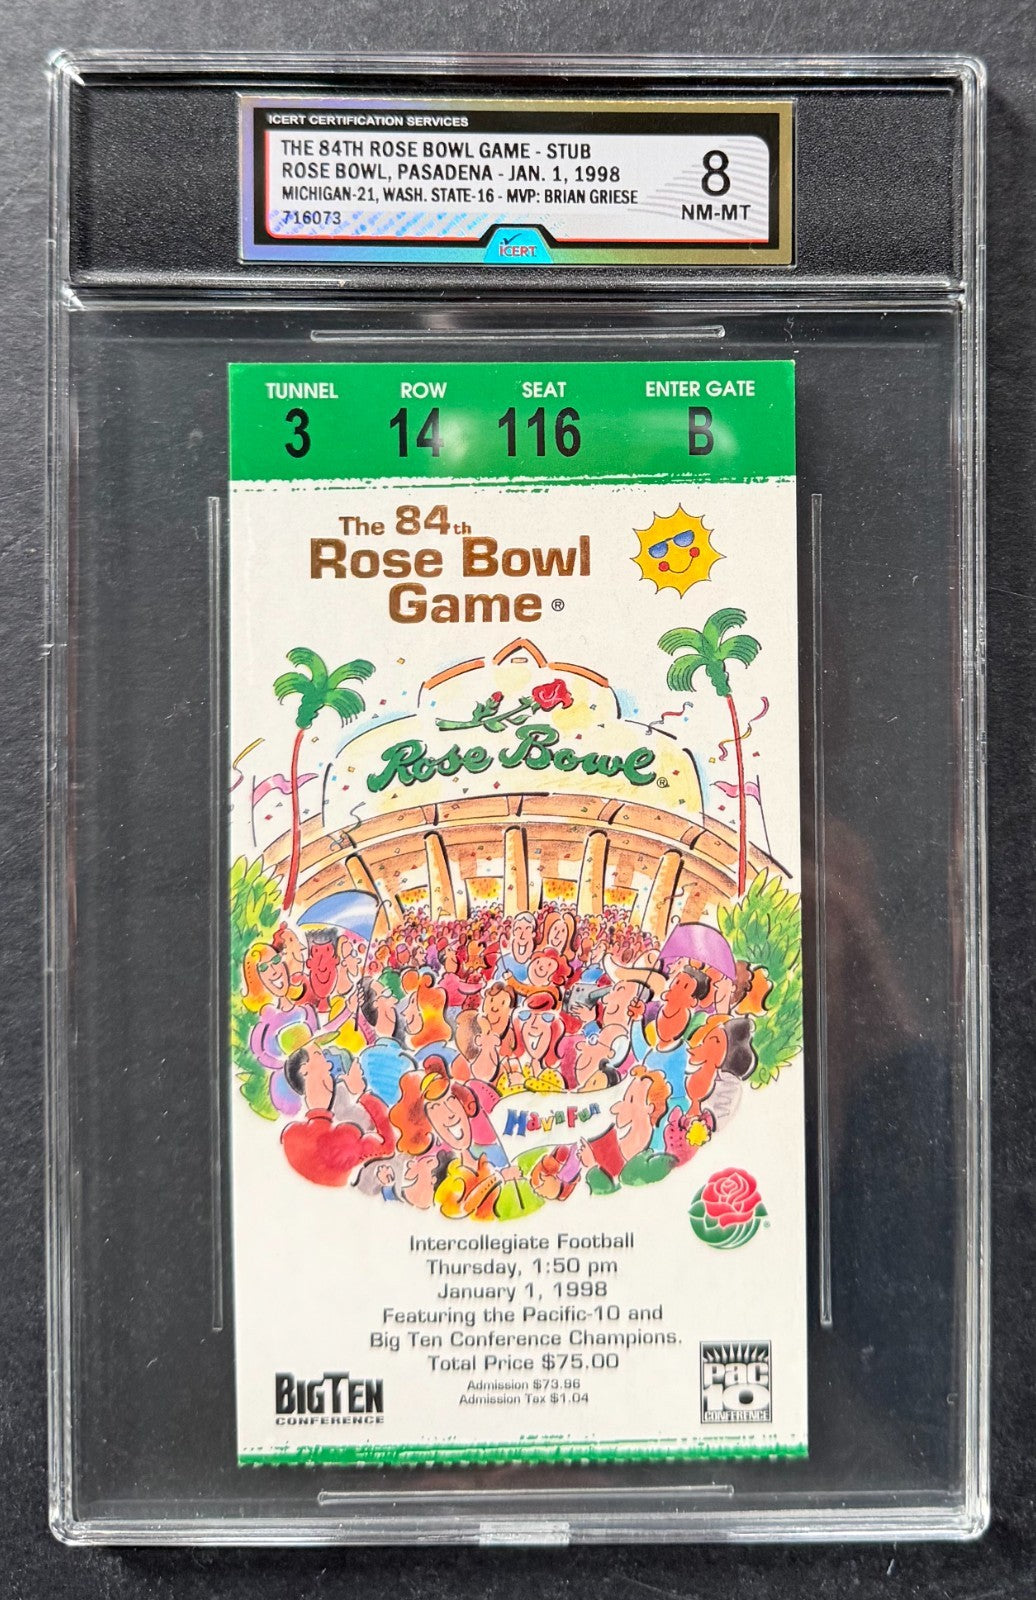 ICERT CERTIFICATION SERVICES
THE 84TH ROSE BOWL GAME - STUB
ROSE BOWL, PASADENA - JAN. 1, 1998
MICHIGAN-21, WASH. STATE-16 - MVP: BRIAN GRIESE
716073
8
NM-MT
iCERT
TUNNEL ROW SEAT ENTER GATE
3 14 116 B
The 84th
Rose Bowl
Game ®
Rose Bowl ®
Hav'n Fun
Intercollegiate Football
Thursday, 1:50 pm
January 1, 1998
Featuring the Pacific-10 and
Big Ten Conference Champions.
Total Price $75.00
Admission $73.96
Admission Tax $1.04
BIG TEN
CONFERENCE
PAC
10
CONFERENCE